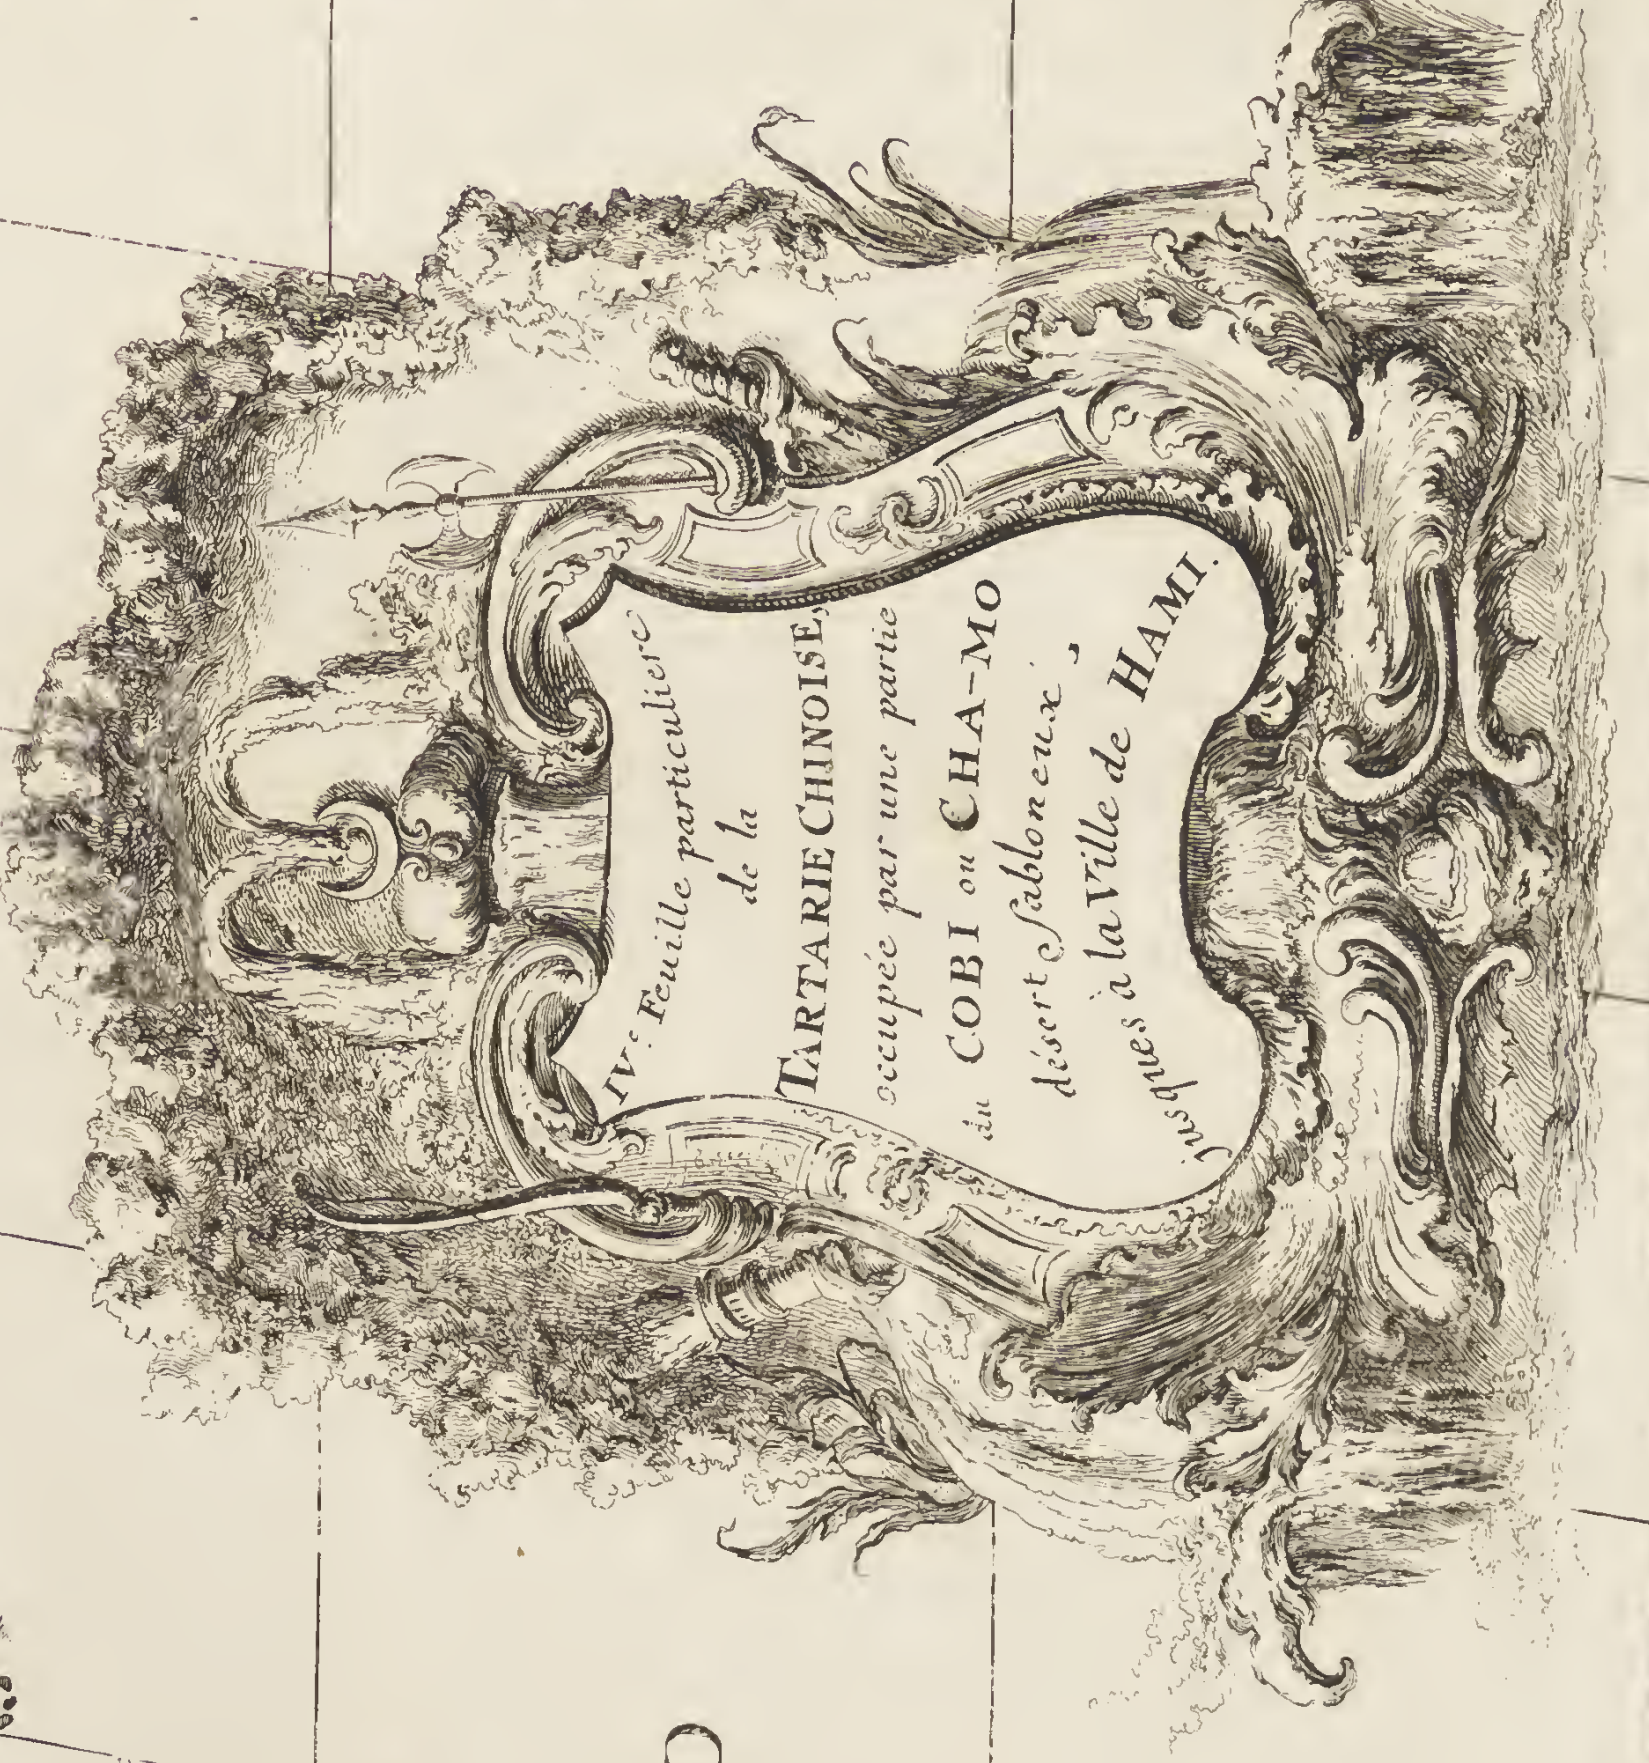 IVe. Feuille particuliere
de la
TARTARIE CHINOISE,
occupée par une partie
du COBI ou CHA-MO
désert sabloneux,
jusques à la Ville de HAMI.